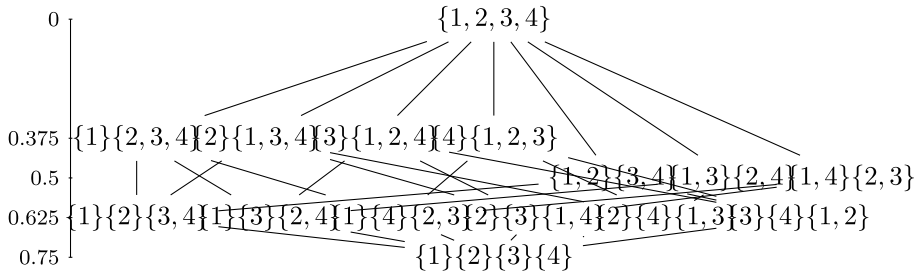 0 {1, 2, 3, 4}
0.375 {1}{2, 3, 4} {2}{1, 3, 4} {3}{1, 2, 4} {4}{1, 2, 3}
0.5 {1, 2}{3, 4} {1, 3}{2, 4} {1, 4}{2, 3}
0.625 {1}{2}{3, 4} {1}{3}{2, 4} {1}{4}{2, 3} {2}{3}{1, 4} {2}{4}{1, 3} {3}{4}{1, 2}
0.75 {1}{2}{3}{4}